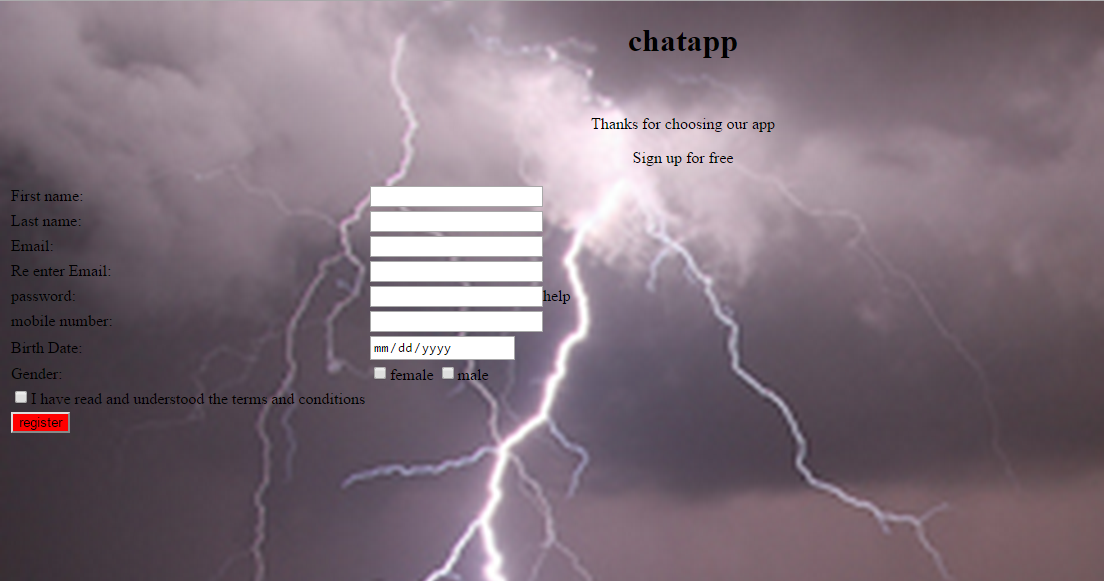 chatapp
Thanks for choosing our app
Sign up for free
First name:
Last name:
Email:
Re enter Email:
password: help
mobile number:
Birth Date: mm/dd/yyyy
Gender: female male
I have read and understood the terms and conditions
register